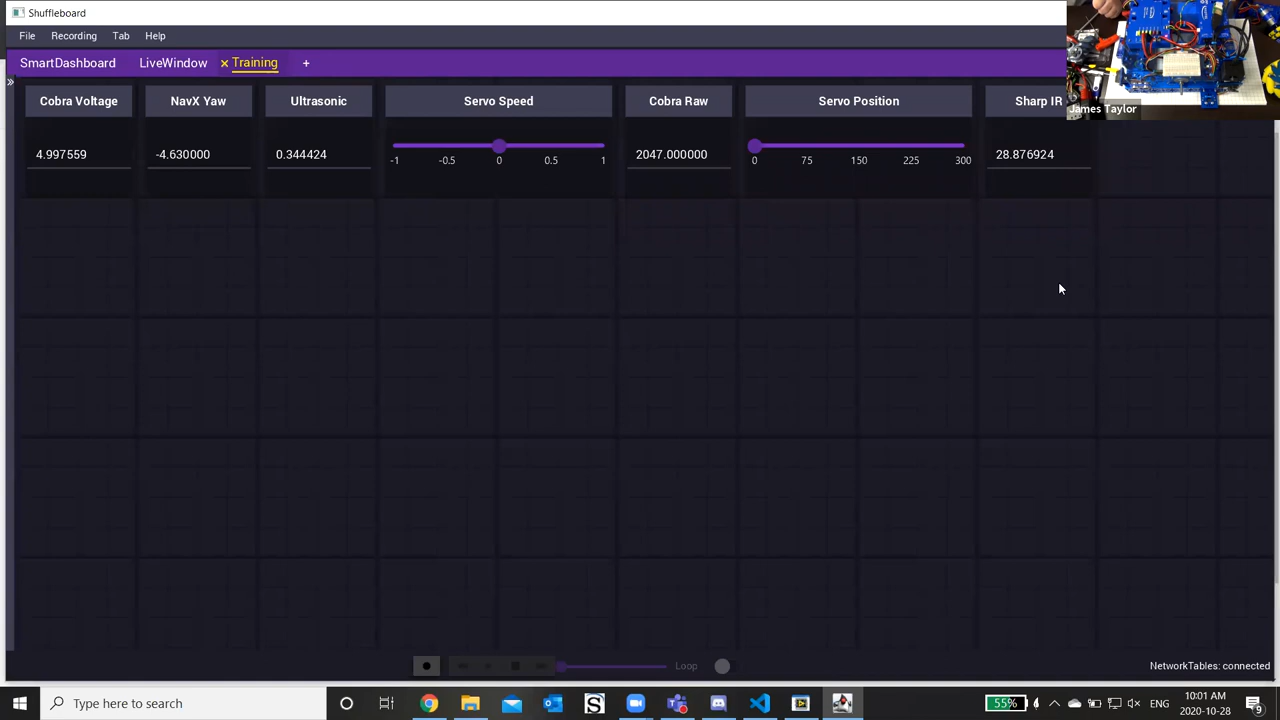 Shuffleboard
File Recording Tab Help
SmartDashboard LiveWindow × Training +
»
Cobra Voltage NavX Yaw Ultrasonic Servo Speed Cobra Raw Servo Position Sharp IR
4.997559 -4.630000 0.344424 -1 -0.5 0 0.5 1 2047.000000 0 75 150 225 300 28.876924
James Taylor
Loop
NetworkTables: connected
Type here to search
55%
ENG
10:01 AM
2020-10-28
9